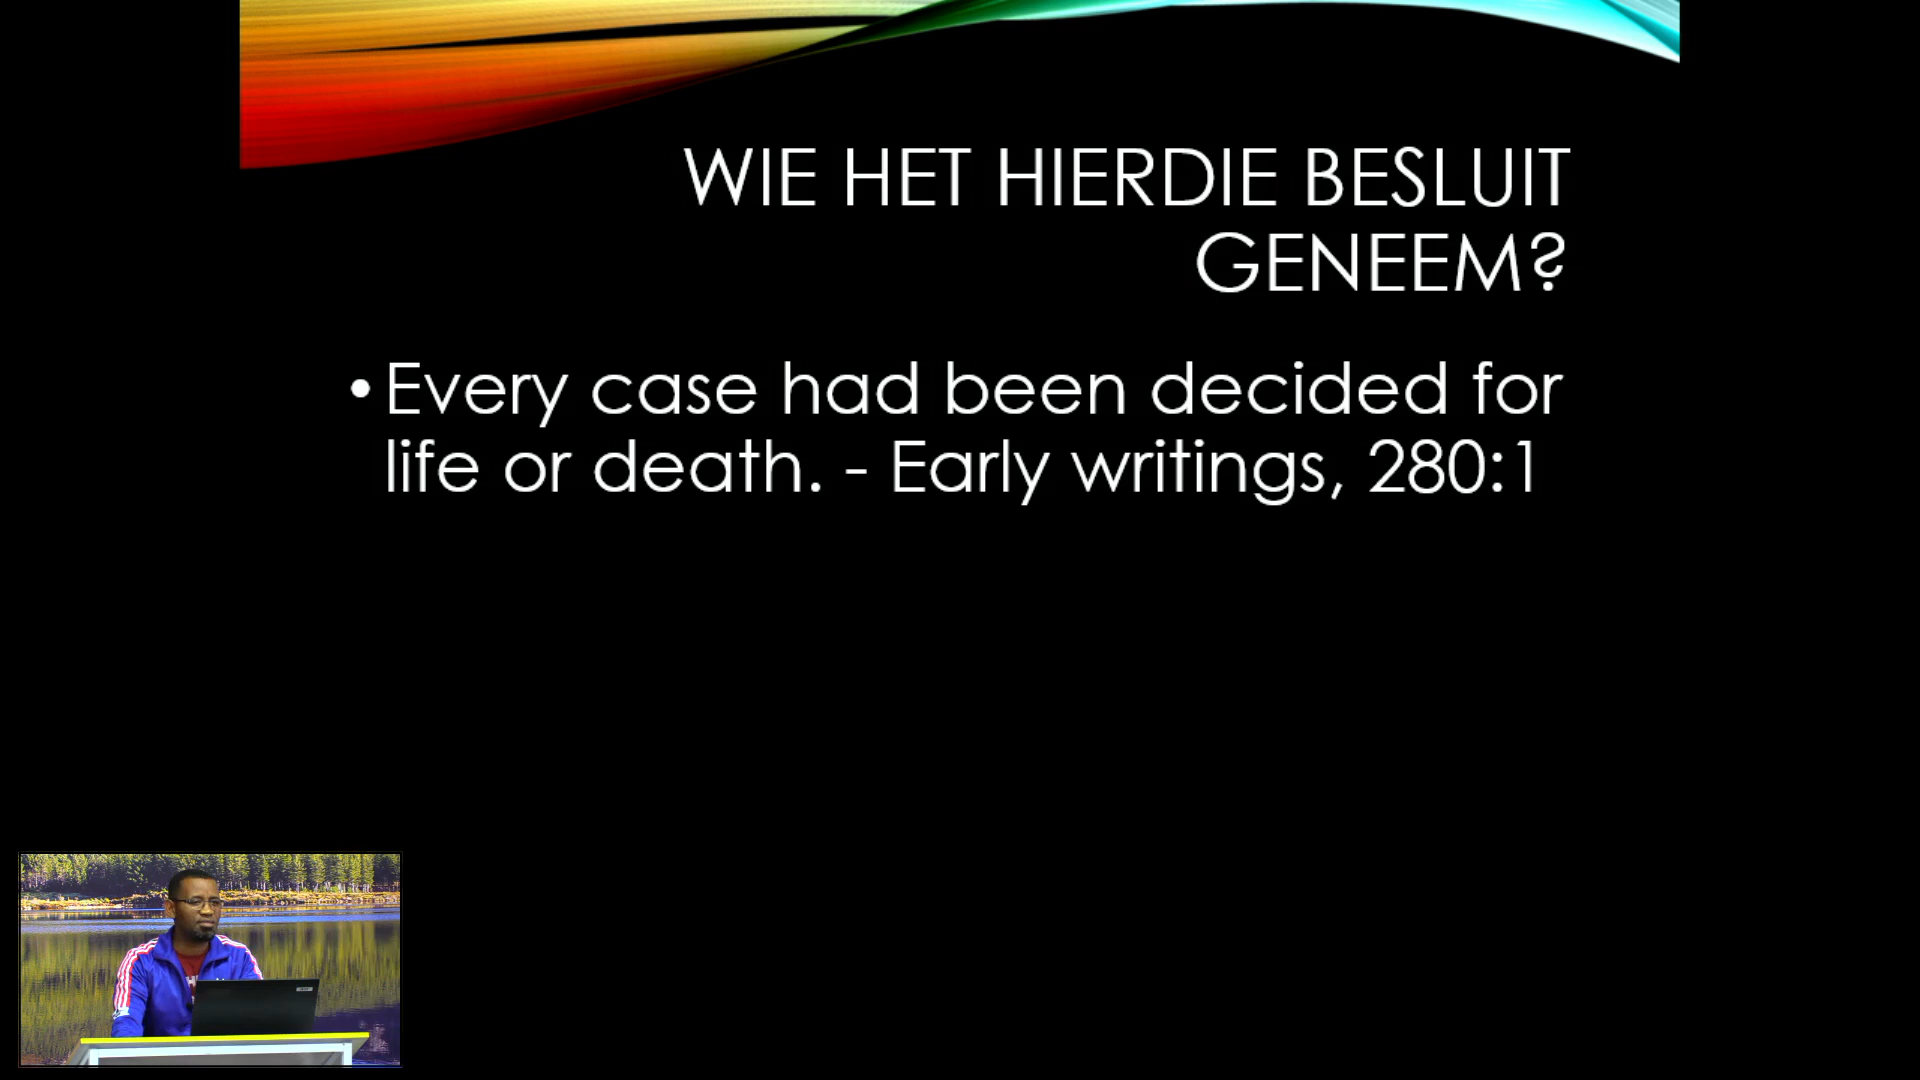 WIE HET HIERDIE BESLUIT
GENEEM?
• Every case had been decided for
life or death. - Early writings, 280:1